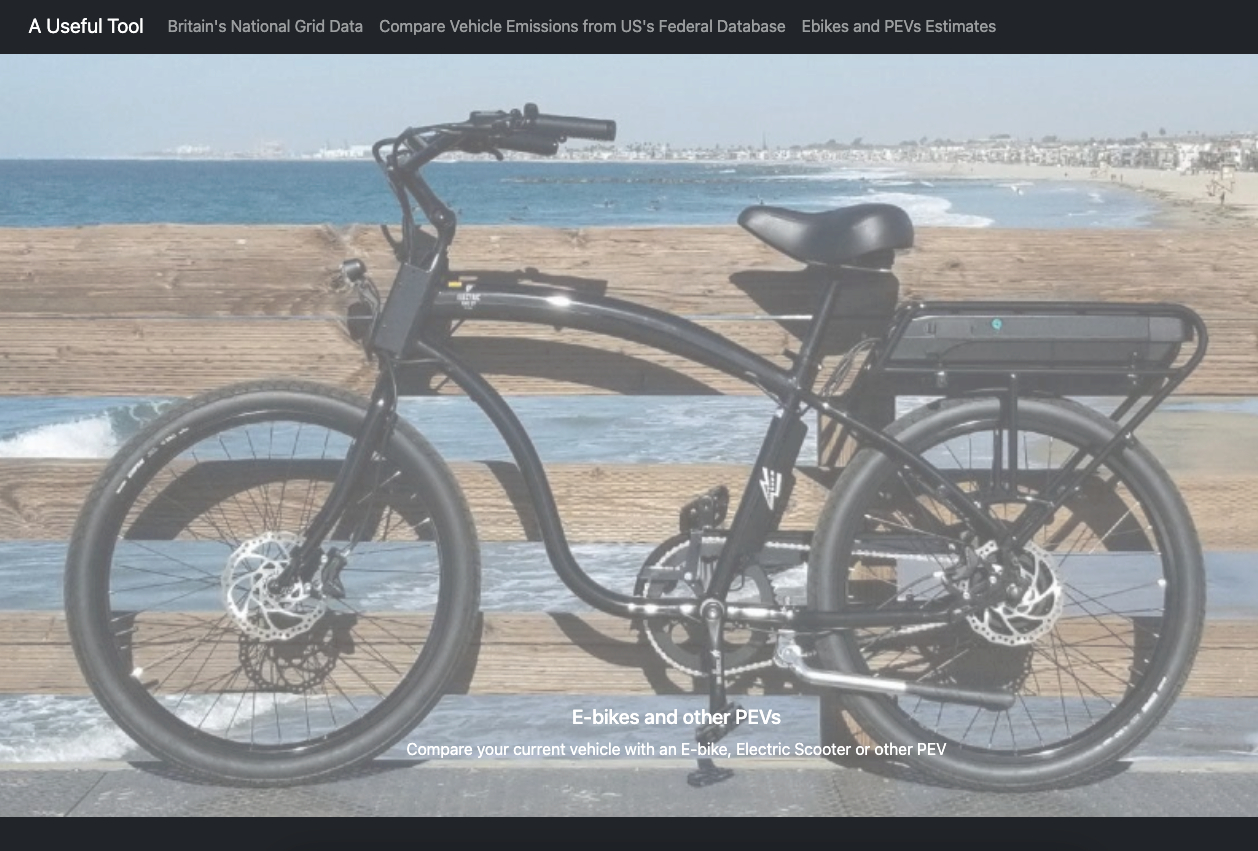 A Useful Tool
Britain's National Grid Data
Compare Vehicle Emissions from US's Federal Database
Ebikes and PEVs Estimates
E-bikes and other PEVs
Compare your current vehicle with an E-bike, Electric Scooter or other PEV